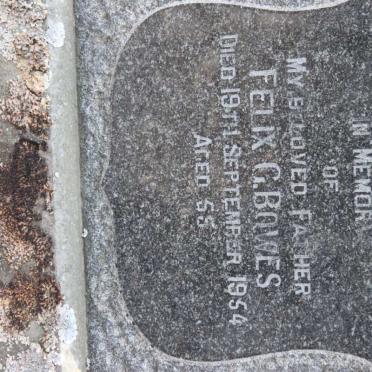 IN MEMOR
OF
MY BELOVED FATHER
FELIX G. BOWES
DIED 19TH SEPTEMBER 1954
AGED 55